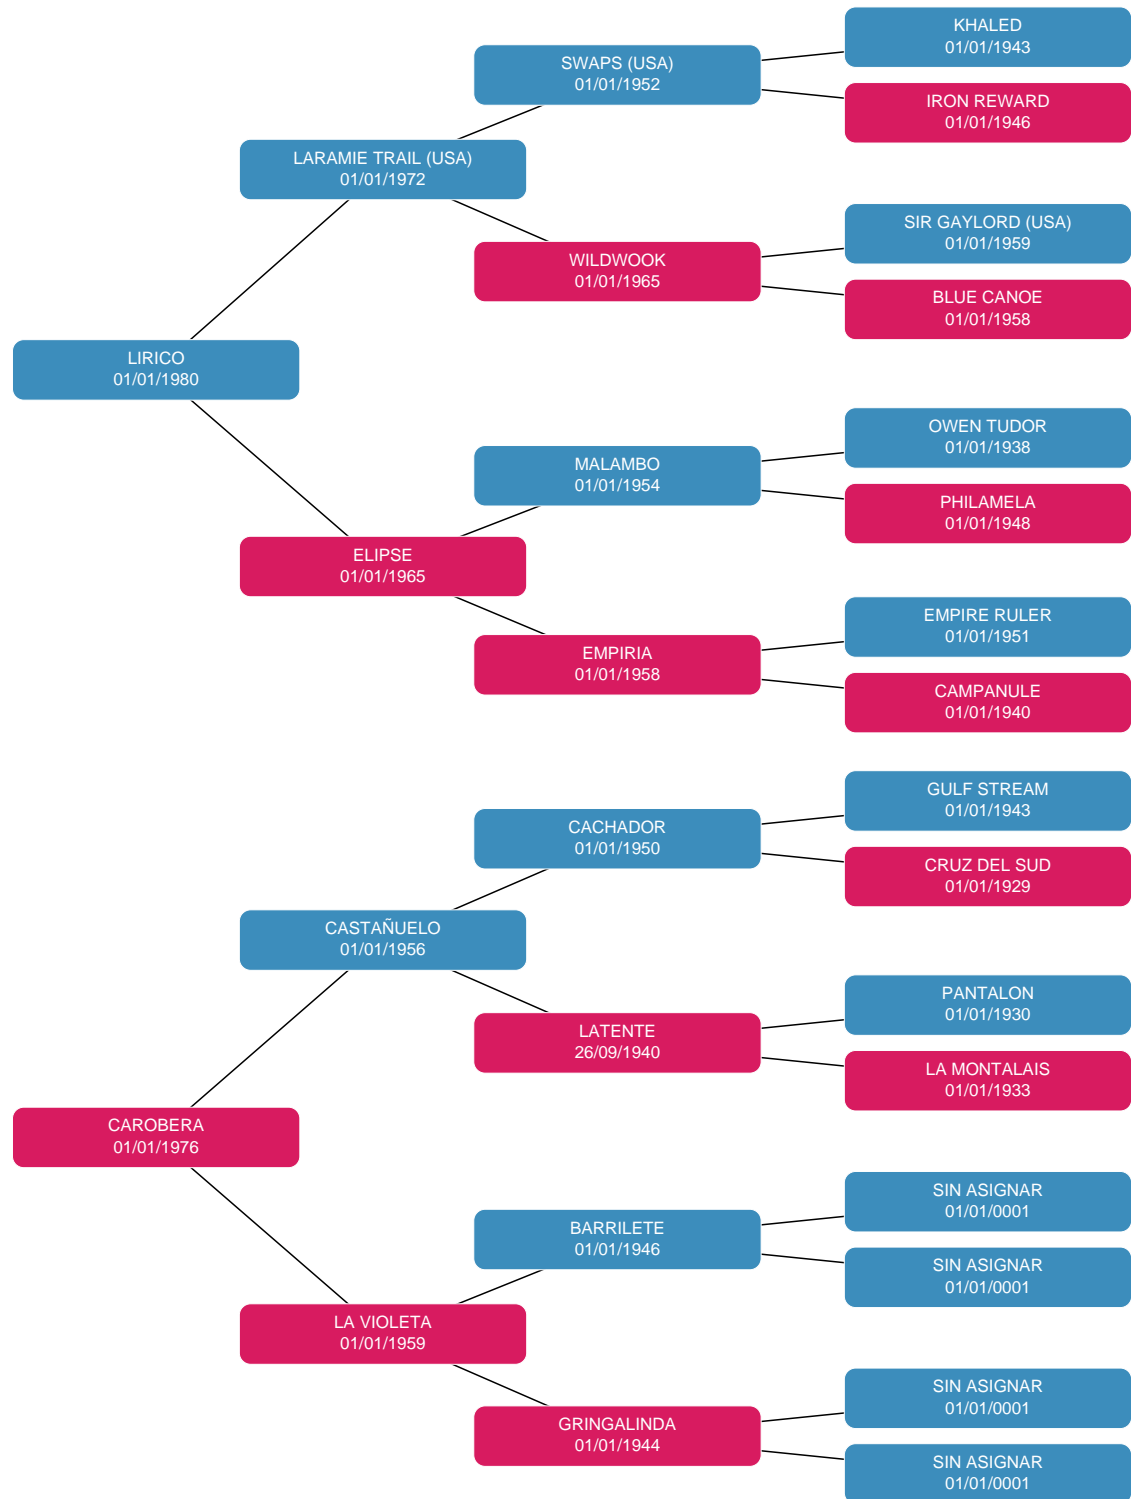 KHALED
01/01/1943
SWAPS (USA)
01/01/1952
IRON REWARD
01/01/1946
LARAMIE TRAIL (USA)
01/01/1972
SIR GAYLORD (USA)
01/01/1959
WILDWOOK
01/01/1965
BLUE CANOE
01/01/1958
LIRICO
01/01/1980
OWEN TUDOR
01/01/1938
MALAMBO
01/01/1954
PHILAMELA
01/01/1948
ELIPSE
01/01/1965
EMPIRE RULER
01/01/1951
EMPIRIA
01/01/1958
CAMPANULE
01/01/1940
GULF STREAM
01/01/1943
CACHADOR
01/01/1950
CRUZ DEL SUD
01/01/1929
CASTAÑUELO
01/01/1956
PANTALON
01/01/1930
LATENTE
26/09/1940
LA MONTALAIS
01/01/1933
CAROBERA
01/01/1976
SIN ASIGNAR
01/01/0001
BARRILETE
01/01/1946
SIN ASIGNAR
01/01/0001
LA VIOLETA
01/01/1959
SIN ASIGNAR
01/01/0001
GRINGALINDA
01/01/1944
SIN ASIGNAR
01/01/0001